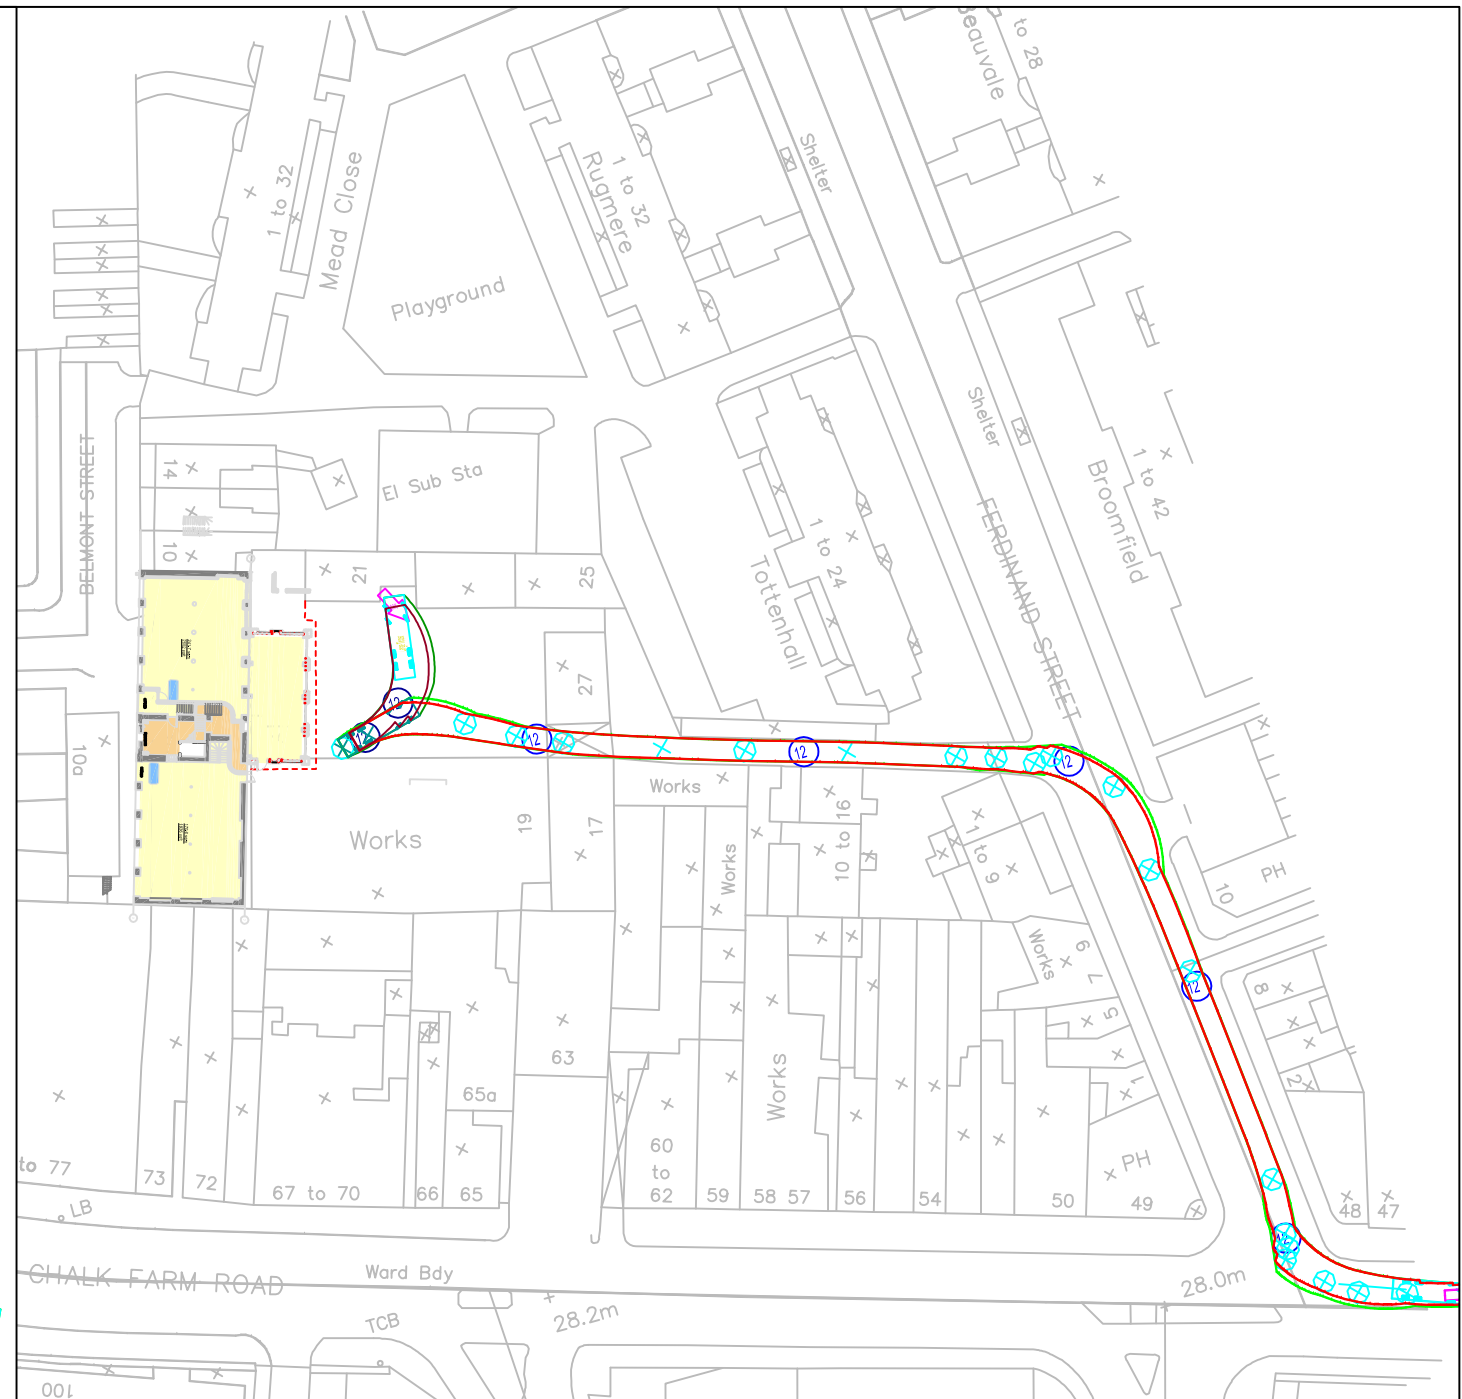 Beauvale
to 28
Shelter
1 to 32
Rugmere
1 to 32
Mead Close
Playground
Shelter
1 to 42
Broomfield
BELMONT STREET
14
El Sub Sta
10
21
25
1 to 24
Tottenhall
FERDINAND STREET
27
12
12
12
12
12
10a
Works
19
17
Works
Works
10 to 16
1 to 9
PH
10
Works
6
7
5
1
12
8
2
63
65a
Works
60
to
62
to 77
73
72
67 to 70
66
65
59
58
57
56
54
50
49
PH
48
47
LB
CHALK FARM ROAD
Ward Bdy
28.0m
28.2m
TCB
100